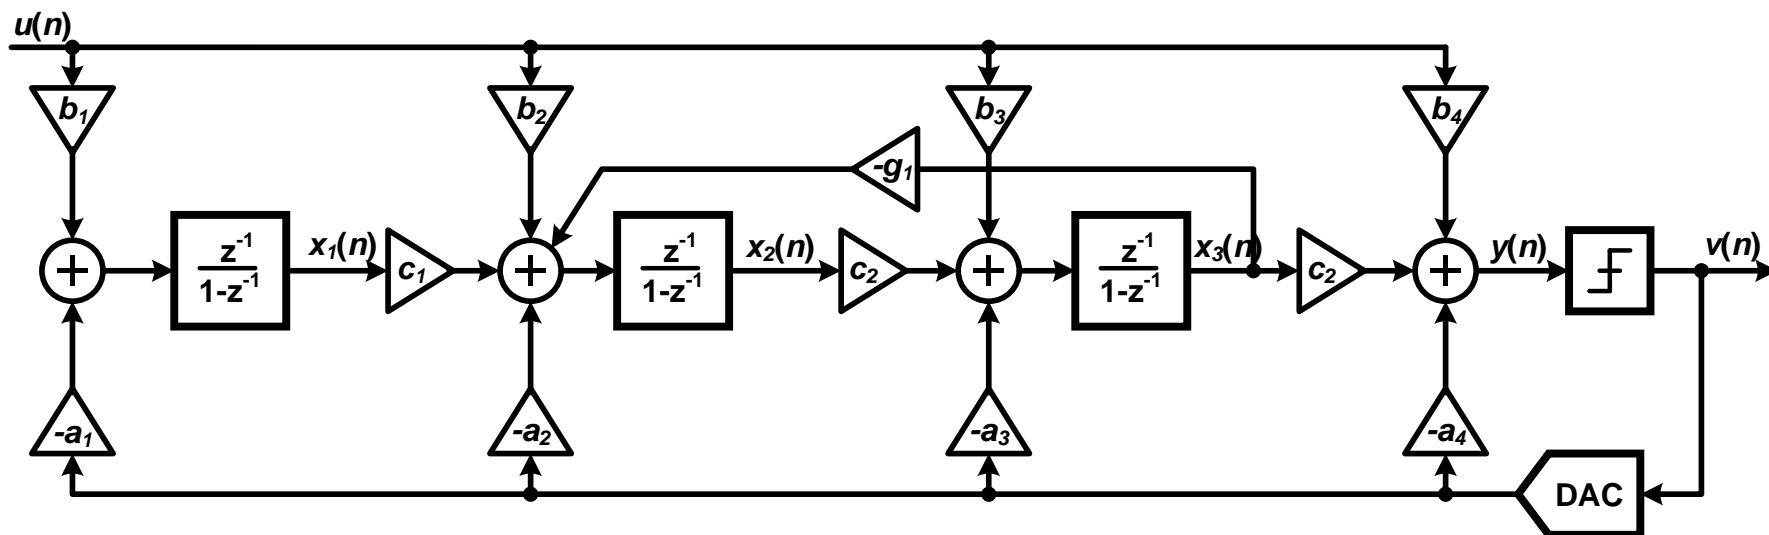 u(n)
b1 b2 b3 b4
-g1
z-1 x1(n) z-1 x2(n) z-1 x3(n) y(n) v(n)
c1 c2 c2
1-z-1 1-z-1 1-z-1
-a1 -a2 -a3 -a4
DAC